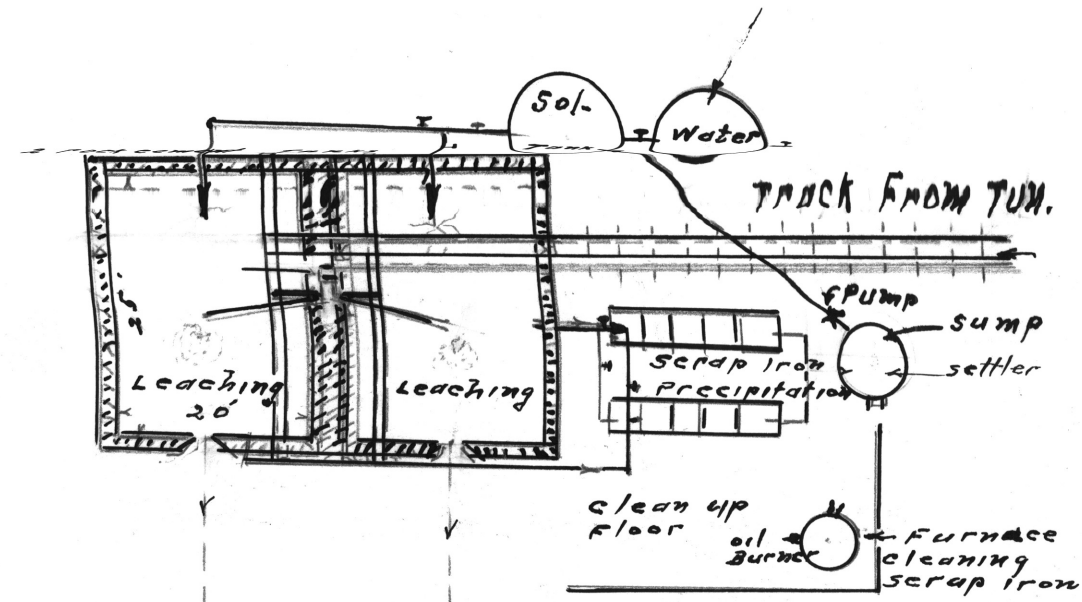 Sol-
Water
Track From Tun.
Pump
Sump
settler
Scrap iron
Precipitation
Leaching
20'
Leaching
Clean up
Floor
oil
Burner
Furnace
cleaning
scrap iron